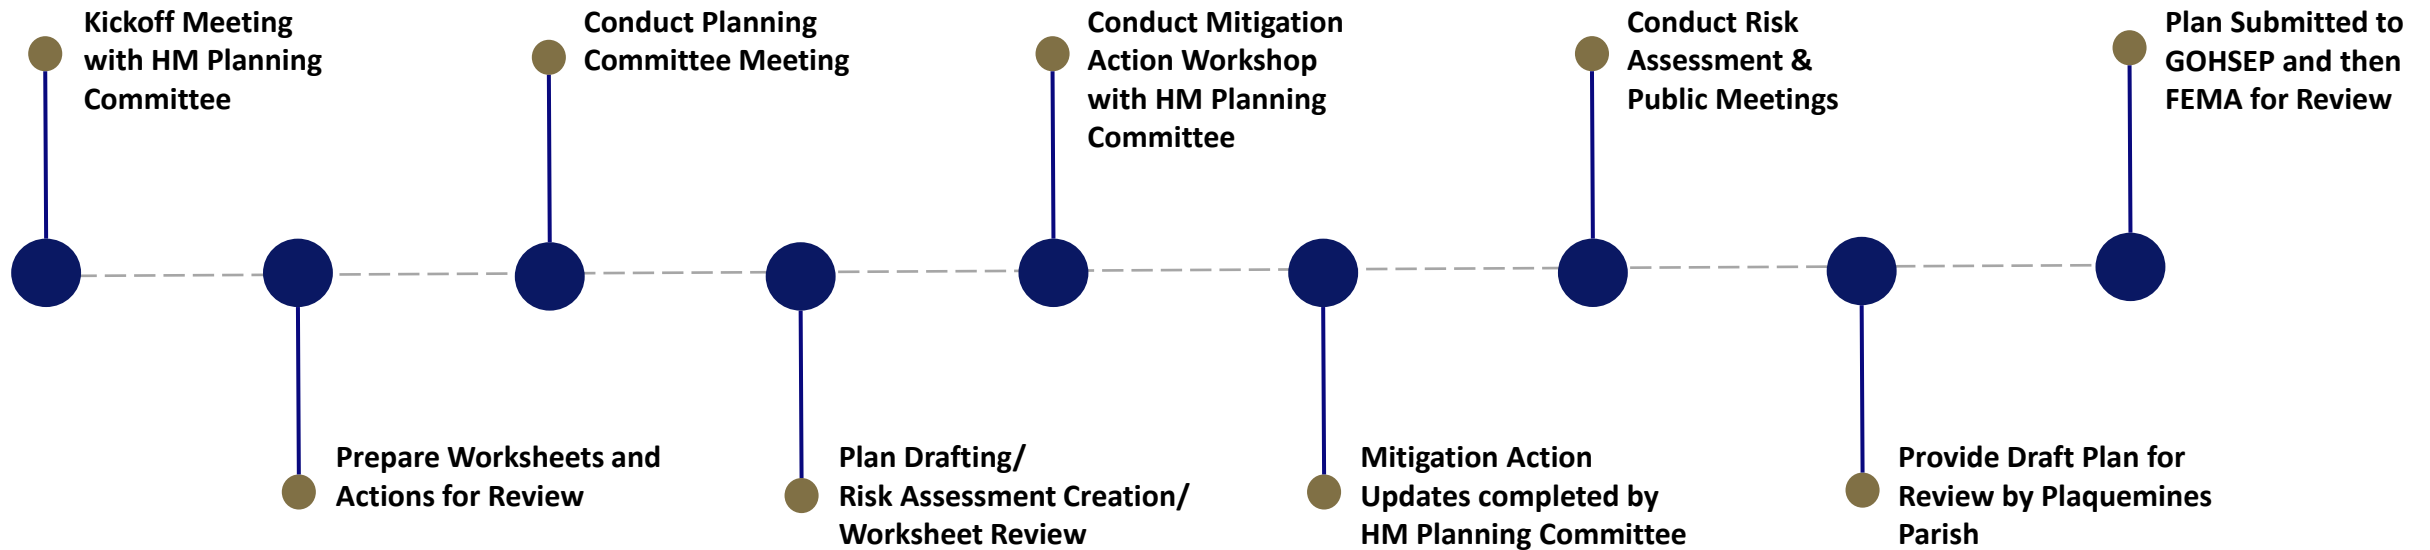 Kickoff Meeting
with HM Planning
Committee
Prepare Worksheets and
Actions for Review
Conduct Planning
Committee Meeting
Plan Drafting/
Risk Assessment Creation/
Worksheet Review
Conduct Mitigation
Action Workshop
with HM Planning
Committee
Mitigation Action
Updates completed by
HM Planning Committee
Conduct Risk
Assessment &
Public Meetings
Provide Draft Plan for
Review by Plaquemines
Parish
Plan Submitted to
GOHSEP and then
FEMA for Review